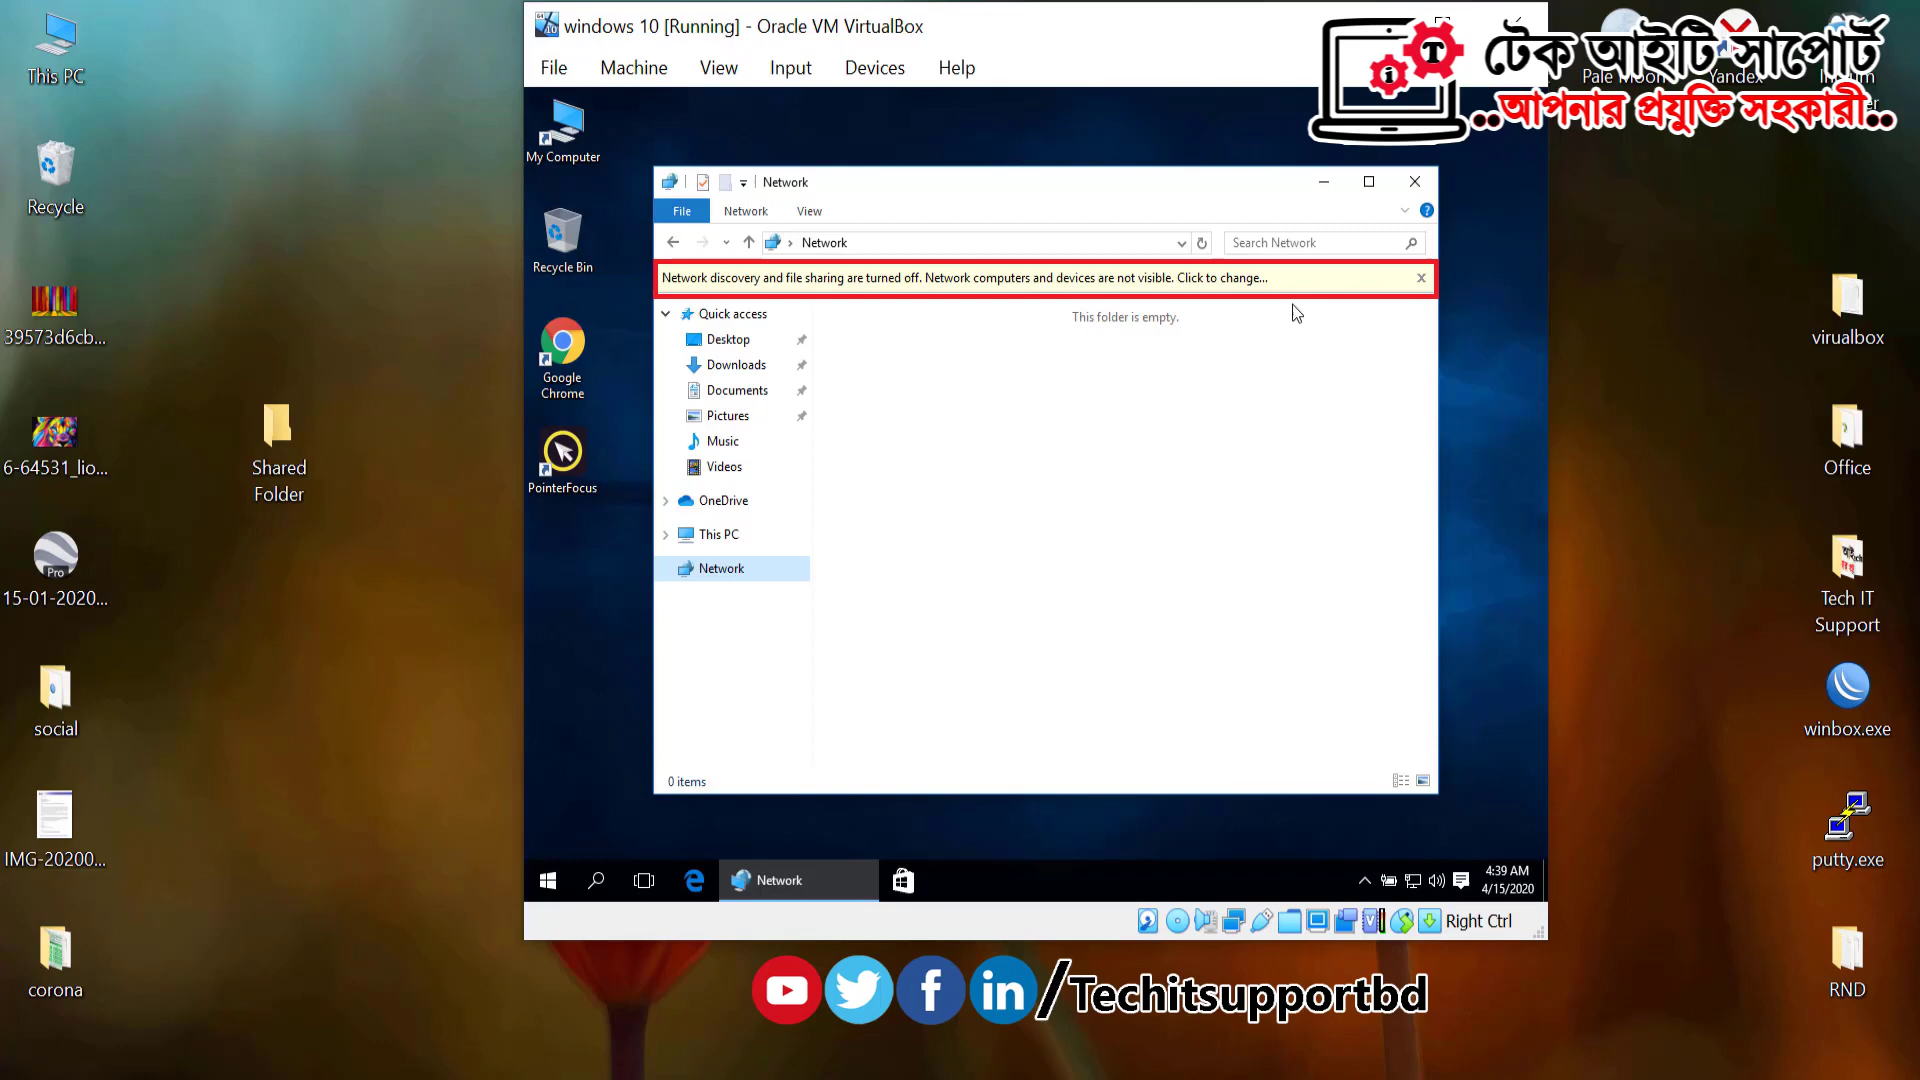 This PC
Recycle
39573d6cb...
6-64531_lio...
Pro
15-01-2020...
social
IMG-20200...
corona
Shared
Folder
windows 10 [Running] - Oracle VM VirtualBox
File Machine View Input Devices Help
My Computer
Recycle Bin
Google
Chrome
PointerFocus
Network
File Network View
Network
Search Network
Network discovery and file sharing are turned off. Network computers and devices are not visible. Click to change...
Quick access
Desktop
Downloads
Documents
Pictures
Music
Videos
OneDrive
This PC
Network
This folder is empty.
0 items
Network
4:39 AM
4/15/2020
Right Ctrl
টেক আইটি সাপোর্ট
..আপনার প্রযুক্তি সহকারী..
Pale Moon
Yandex
virualbox
Office
Tech IT
Support
winbox.exe
putty.exe
RND
/Techitsupportbd